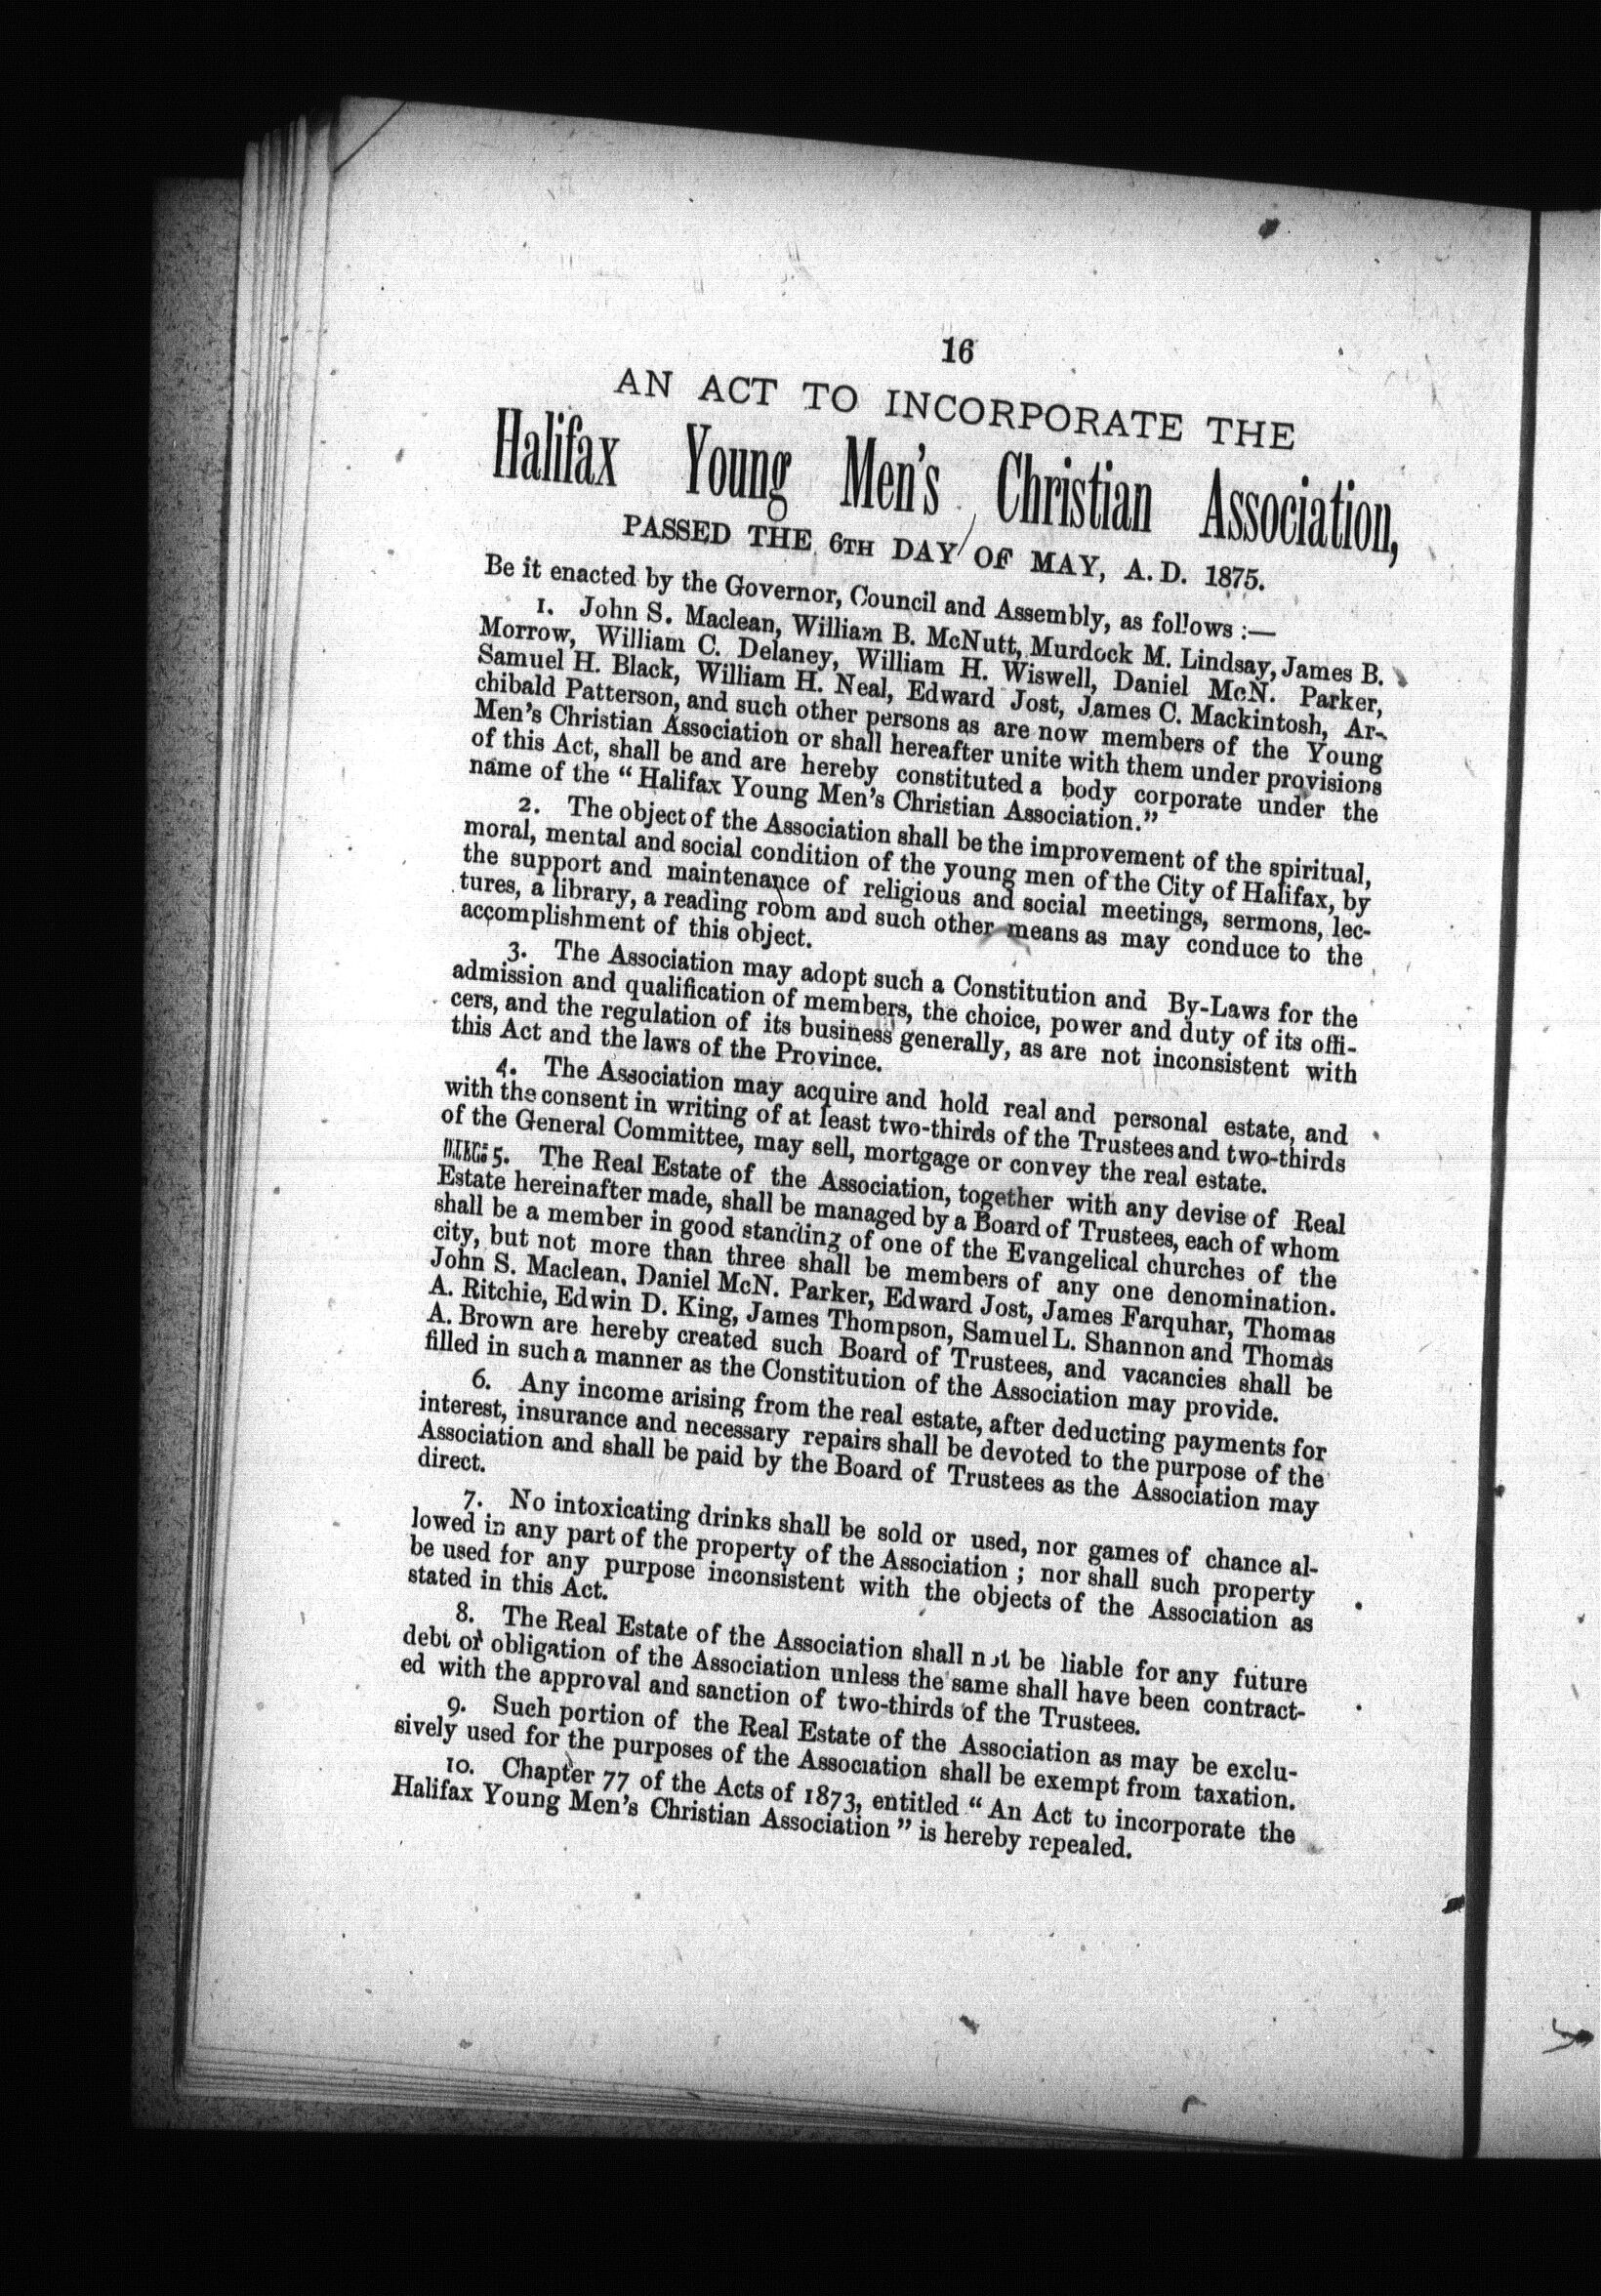 16
AN ACT TO INCORPORATE THE
Halifax Young Men's Christian Association,
PASSED THE 6TH DAY OF MAY, A.D. 1875.
Be it enacted by the Governor, Council and Assembly, as follows :—
1. John S. Maclean, William B. McNutt, Murdock M. Lindsay, James B.
Morrow, William C. Delaney, William H. Wiswell, Daniel McN. Parker,
Samuel H. Black, William H. Neal, Edward Jost, James C. Mackintosh, Ar-
chibald Patterson, and such other persons as are now members of the Young
Men's Christian Association or shall hereafter unite with them under provisions
of this Act, shall be and are hereby constituted a body corporate under the
name of the “ Halifax Young Men's Christian Association.”
2. The object of the Association shall be the improvement of the spiritual,
moral, mental and social condition of the young men of the City of Halifax, by
the support and maintenance of religious and social meetings, sermons, lec-
tures, a library, a reading room and such other means as may conduce to the
accomplishment of this object.
3. The Association may adopt such a Constitution and By-Laws for the
admission and qualification of members, the choice, power and duty of its offi-
cers, and the regulation of its business generally, as are not inconsistent with
this Act and the laws of the Province.
4. The Association may acquire and hold real and personal estate, and
with the consent in writing of at least two-thirds of the Trustees and two-thirds
of the General Committee, may sell, mortgage or convey the real estate.
5. The Real Estate of the Association, together with any devise of Real
Estate hereinafter made, shall be managed by a Board of Trustees, each of whom
shall be a member in good standing of one of the Evangelical churches of the
city, but not more than three shall be members of any one denomination.
John S. Maclean, Daniel McN. Parker, Edward Jost, James Farquhar, Thomas
A. Ritchie, Edwin D. King, James Thompson, Samuel L. Shannon and Thomas
A. Brown are hereby created such Board of Trustees, and vacancies shall be
filled in such a manner as the Constitution of the Association may provide.
6. Any income arising from the real estate, after deducting payments for
interest, insurance and necessary repairs shall be devoted to the purpose of the
Association and shall be paid by the Board of Trustees as the Association may
direct.
7. No intoxicating drinks shall be sold or used, nor games of chance al-
lowed in any part of the property of the Association ; nor shall such property
be used for any purpose inconsistent with the objects of the Association as
stated in this Act.
8. The Real Estate of the Association shall not be liable for any future
debt or obligation of the Association unless the same shall have been contract-
ed with the approval and sanction of two-thirds of the Trustees.
9. Such portion of the Real Estate of the Association as may be exclu-
sively used for the purposes of the Association shall be exempt from taxation.
10. Chapter 77 of the Acts of 1873, entitled “ An Act to incorporate the
Halifax Young Men's Christian Association ” is hereby repealed.